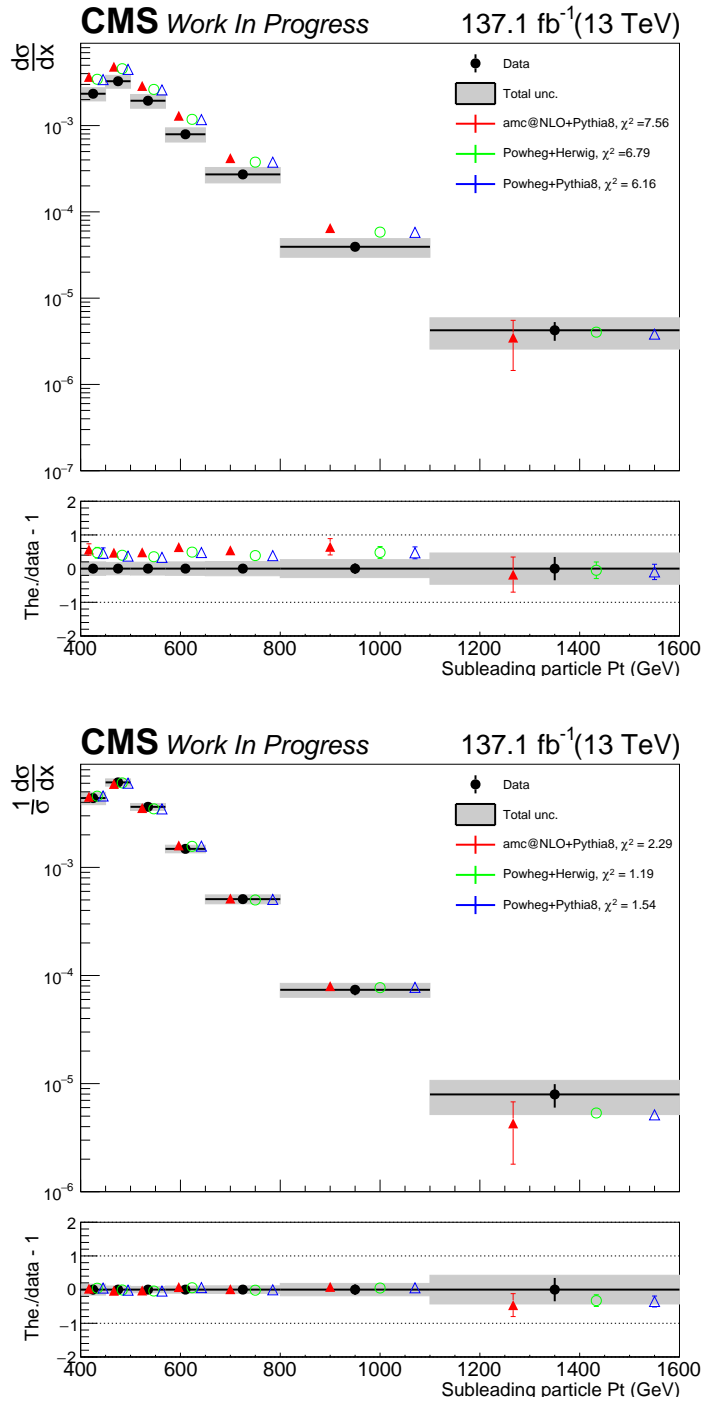 CMS Work In Progress 137.1 fb⁻¹(13 TeV)
dσ
dx
Data
Total unc.
amc@NLO+Pythia8, χ² =7.56
Powheg+Herwig, χ² =6.79
Powheg+Pythia8, χ² = 6.16
10⁻³
10⁻⁴
10⁻⁵
10⁻⁶
10⁻⁷
The./data - 1
2
1
0
−1
−2
400 600 800 1000 1200 1400 1600
Subleading particle Pt (GeV)
CMS Work In Progress 137.1 fb⁻¹(13 TeV)
1 dσ
σ dx
Data
Total unc.
amc@NLO+Pythia8, χ² = 2.29
Powheg+Herwig, χ² = 1.19
Powheg+Pythia8, χ² = 1.54
10⁻³
10⁻⁴
10⁻⁵
10⁻⁶
The./data - 1
2
1
0
−1
−2
400 600 800 1000 1200 1400 1600
Subleading particle Pt (GeV)